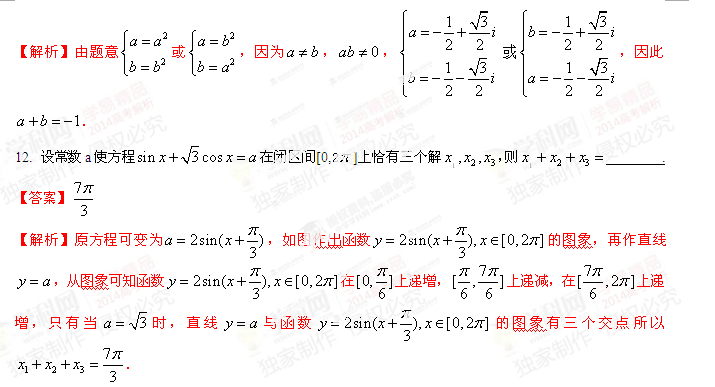 【解析】由题意{a=a² b=b² 或{a=b² b=a²，因为a≠b，ab≠0，{a=-1/2+√3/2 i b=-1/2-√3/2 i 或{b=-1/2+√3/2 i a=-1/2-√3/2 i，因此
a+b=-1.
12. 设常数a使方程sin x+√3cos x=a在闭区间[0,2π]上恰有三个解x₁,x₂,x₃,则x₁+x₂+x₃=________.
【答案】7π/3
【解析】原方程可变为a=2sin(x+π/3)，如图作出函数y=2sin(x+π/3),x∈[0,2π]的图象，再作直线
y=a，从图象可知函数y=2sin(x+π/3),x∈[0,2π]在[0,π/6]上递增，[π/6,7π/6]上递减，在[7π/6,2π]上递
增，只有当a=√3时，直线y=a与函数y=2sin(x+π/3),x∈[0,2π]的图象有三个交点所以
x₁+x₂+x₃=7π/3.